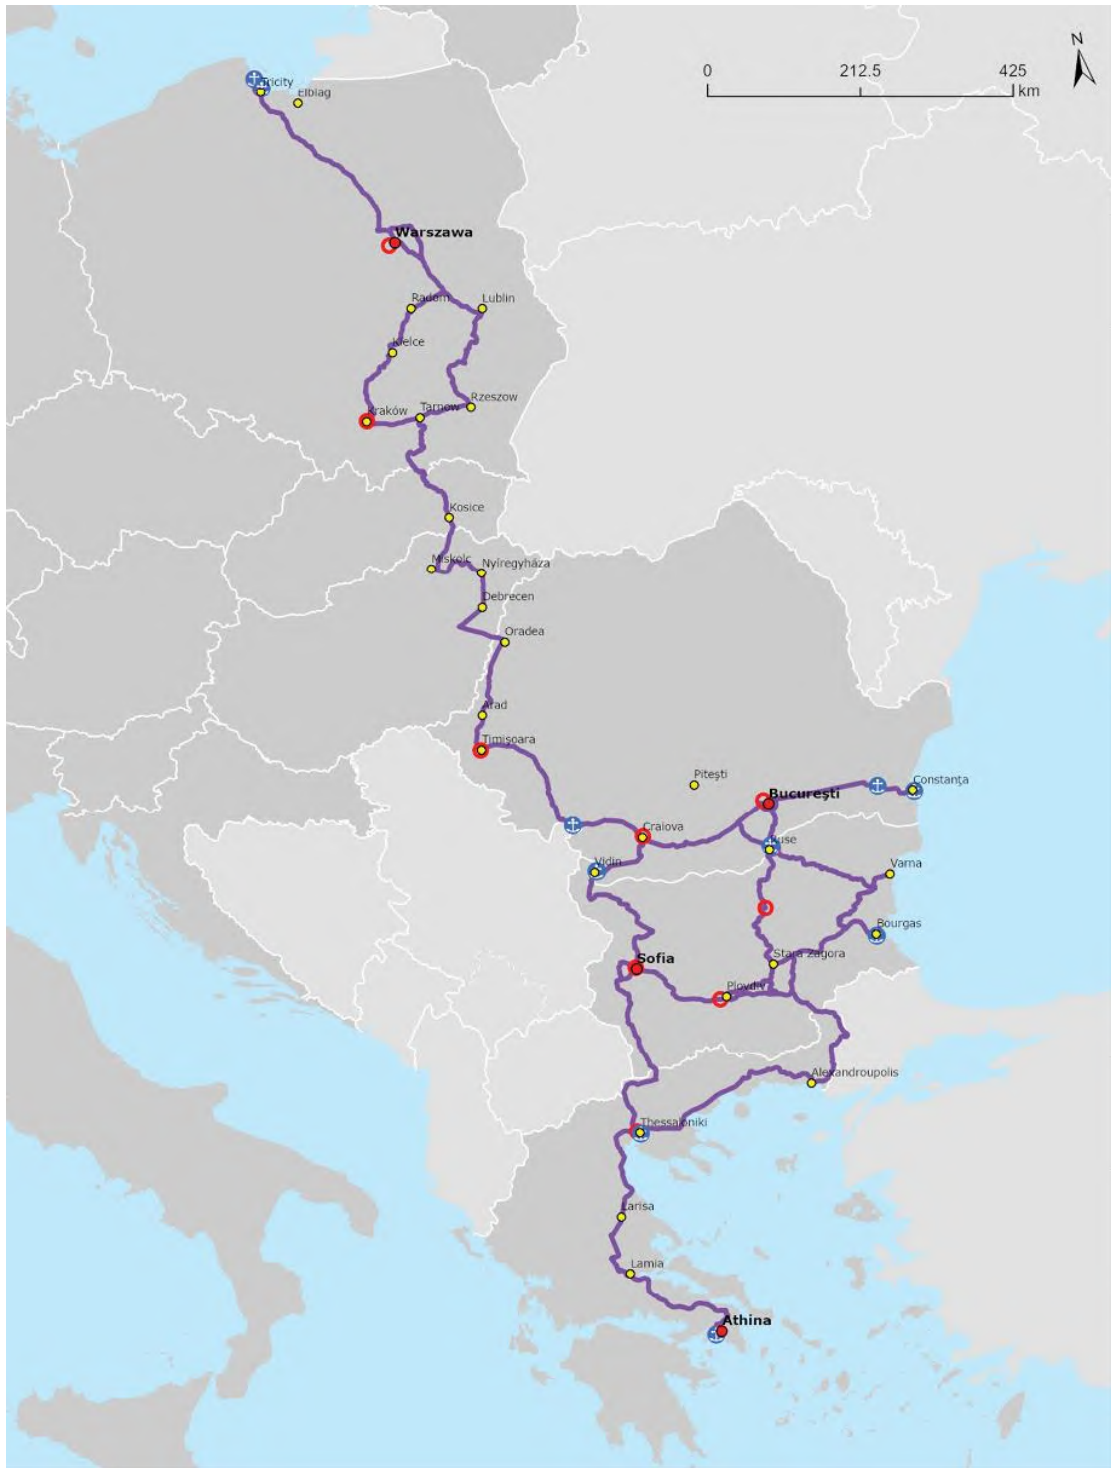 N
0 212.5 425
km
Tricity
Elbląg
Warszawa
Radom
Lublin
Kielce
Rzeszow
Kraków
Tarnow
Kosice
Miskolc
Nyíregyháza
Debrecen
Oradea
Arad
Timişoara
Piteşti
Constanţa
Bucureşti
Craiova
Ruse
Vidin
Varna
Bourgas
Sofia
Stara Zagora
Plovdiv
Alexandroupolis
Thessaloniki
Larisa
Lamia
Athina